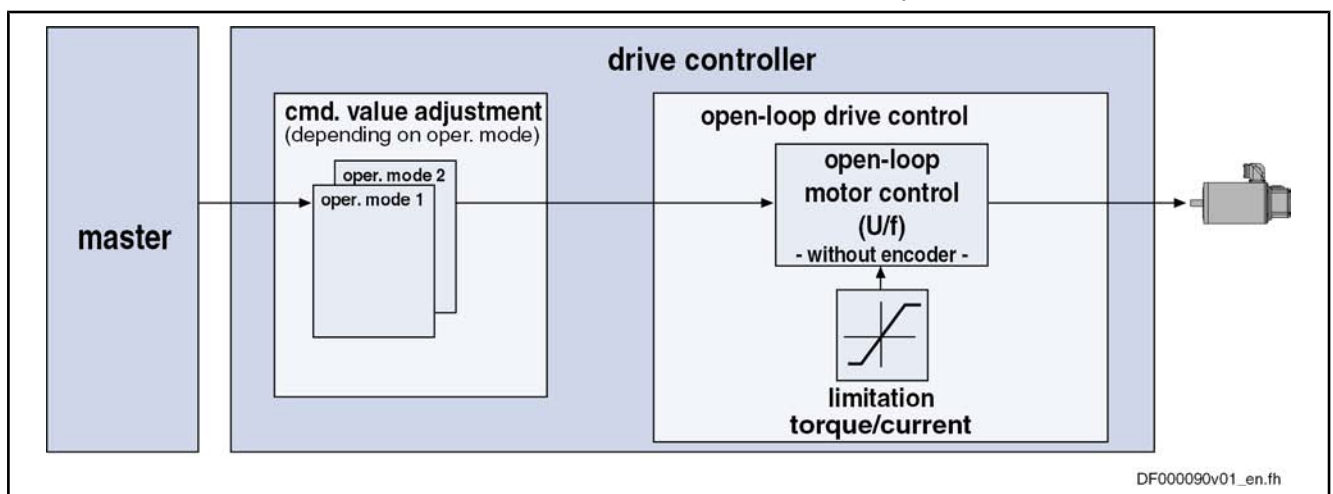 drive controller
master
cmd. value adjustment
(depending on oper. mode)
oper. mode 2
oper. mode 1
open-loop drive control
open-loop
motor control
(U/f)
- without encoder -
limitation
torque/current
DF000090v01_en.fh